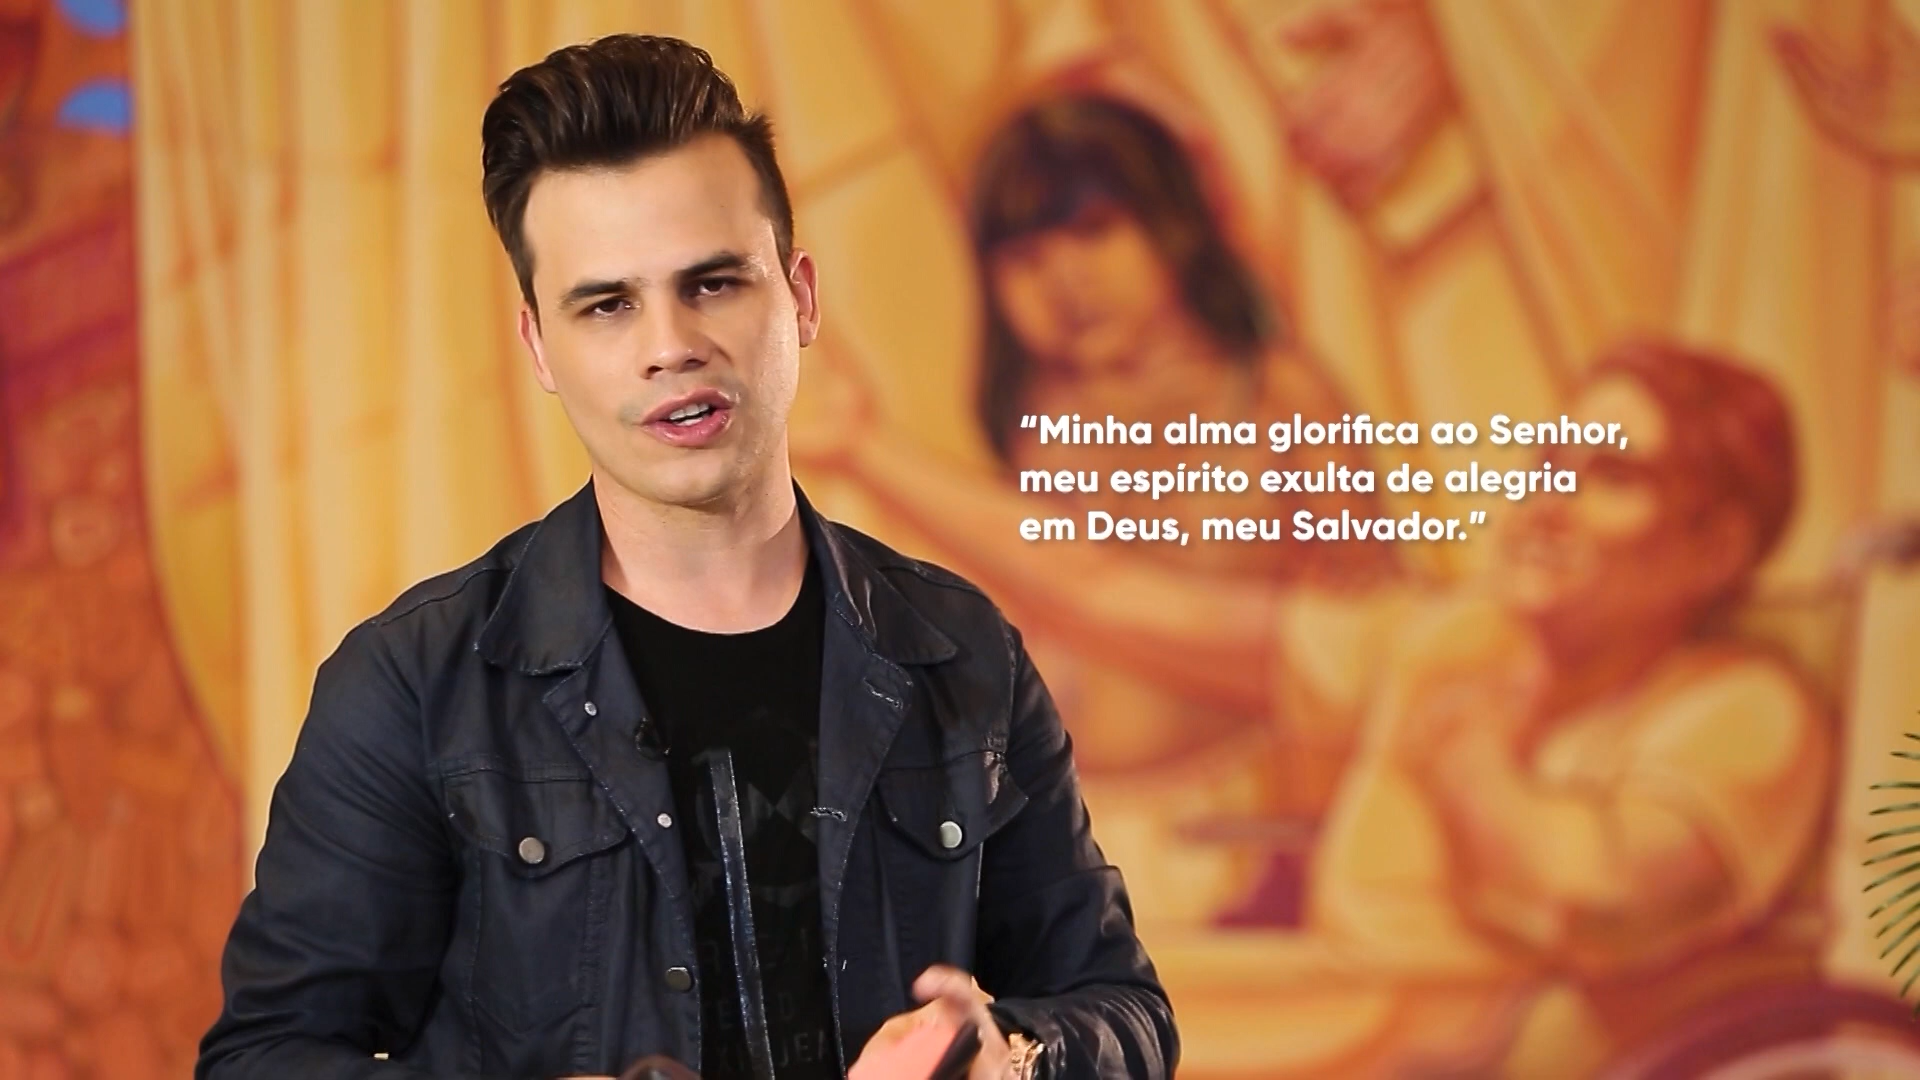 “Minha alma glorifica ao Senhor,
meu espírito exulta de alegria
em Deus, meu Salvador.”